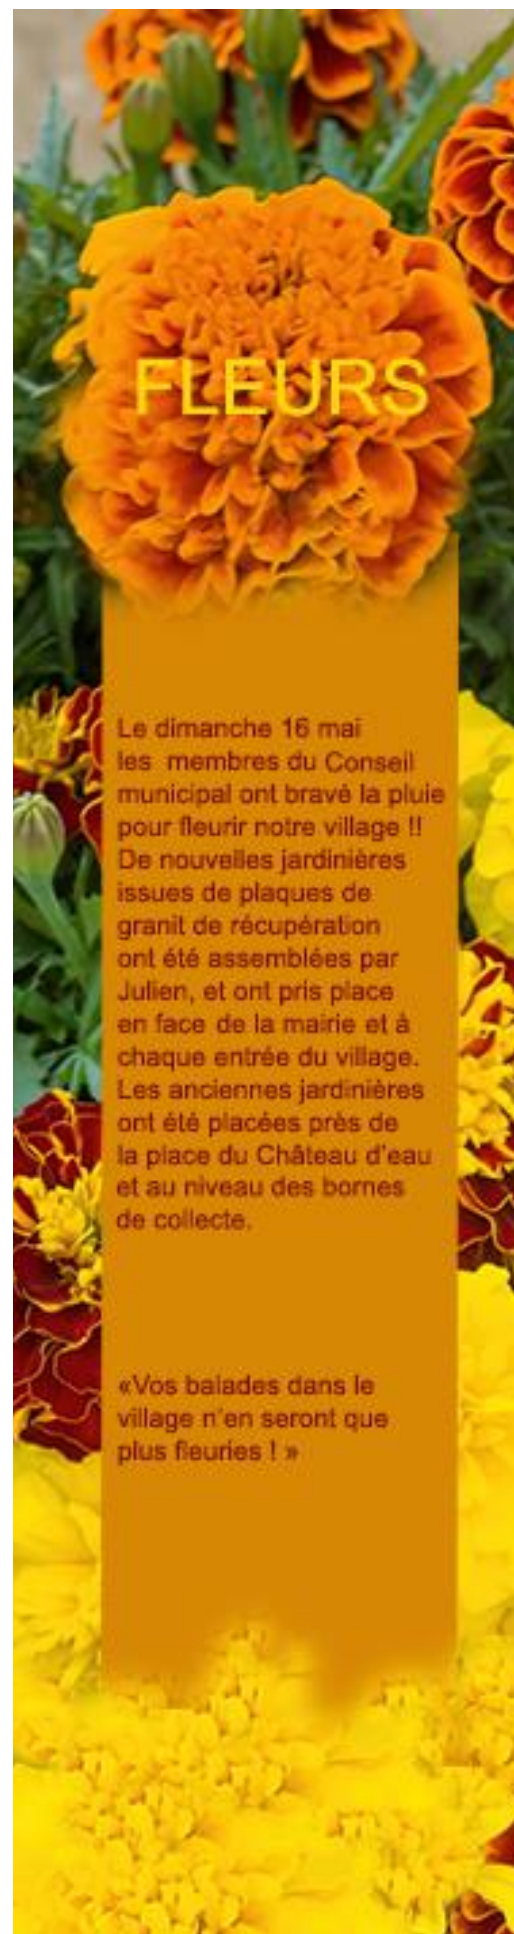 FLEURS
Le dimanche 16 mai
les membres du Conseil
municipal ont bravé la pluie
pour fleurir notre village !!
De nouvelles jardinières
issues de plaques de
granit de récupération
ont été assemblées par
Julien, et ont pris place
en face de la mairie et à
chaque entrée du village.
Les anciennes jardinières
ont été placées près de
la place du Château d'eau
et au niveau des bornes
de collecte.
«Vos balades dans le
village n'en seront que
plus fleuries ! »